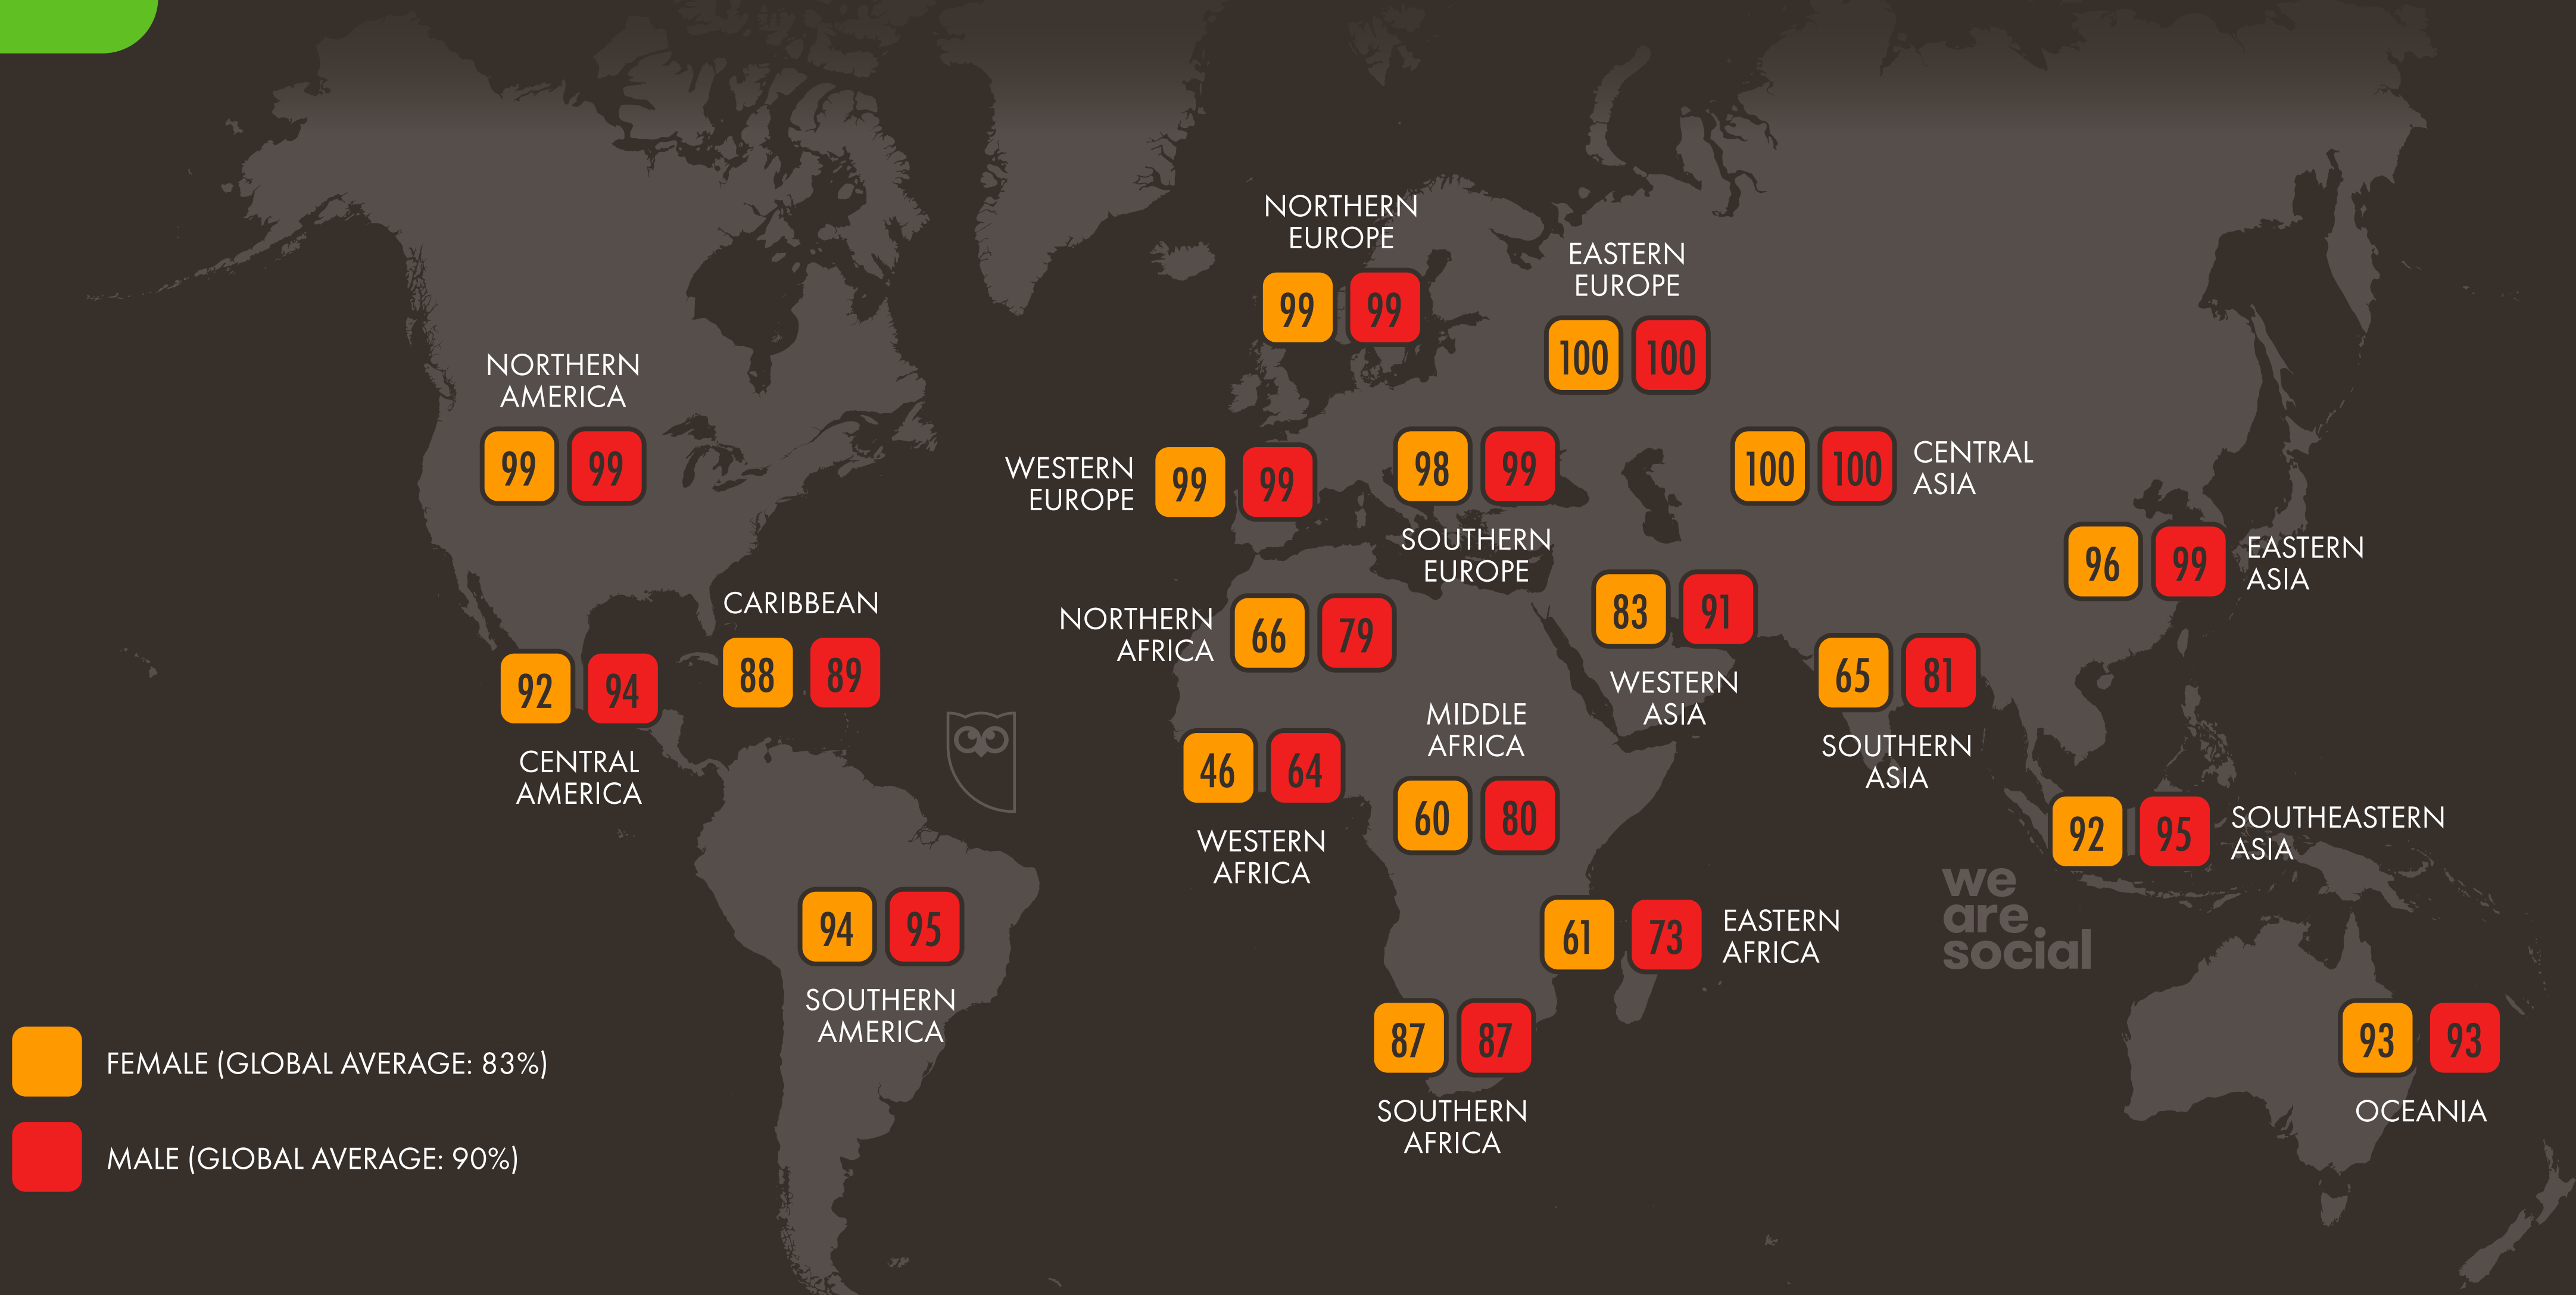 NORTHERN
EUROPE
99 99
EASTERN
EUROPE
100 100
NORTHERN
AMERICA
99 99
WESTERN
EUROPE
99 99
98 99
SOUTHERN
EUROPE
100 100
CENTRAL
ASIA
96 99
EASTERN
ASIA
CARIBBEAN
88 89
NORTHERN
AFRICA
66 79
83 91
WESTERN
ASIA
65 81
SOUTHERN
ASIA
92 94
CENTRAL
AMERICA
46 64
WESTERN
AFRICA
MIDDLE
AFRICA
60 80
92 95
SOUTHEASTERN
ASIA
we
are
social
94 95
SOUTHERN
AMERICA
61 73
EASTERN
AFRICA
87 87
SOUTHERN
AFRICA
93 93
OCEANIA
FEMALE (GLOBAL AVERAGE: 83%)
MALE (GLOBAL AVERAGE: 90%)